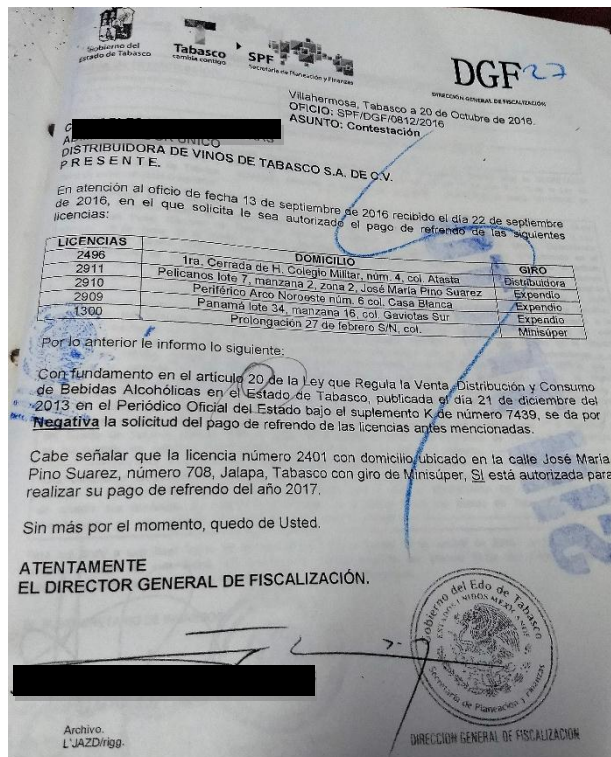 Gobierno del
Estado de Tabasco
Tabasco
cambia contigo
SPF
Secretaría de Planeación y Finanzas
DGF 27
DIRECCIÓN GENERAL DE FISCALIZACIÓN
Villahermosa, Tabasco a 20 de Octubre de 2016.
OFICIO: SPF/DGF/0812/2016
ASUNTO: Contestación
C.
ÚNICO
DISTRIBUIDORA DE VINOS DE TABASCO S.A. DE C.V.
P R E S E N T E.
En atención al oficio de fecha 13 de septiembre de 2016 recibido el día 22 de septiembre
de 2016, en el que solicita le sea autorizado el pago de refrendo de las siguientes
licencias:
LICENCIAS DOMICILIO GIRO
2496 1ra. Cerrada de H. Colegio Militar, núm. 4, col. Atasta Distribuidora
2911 Pelicanos lote 7, manzana 2, zona 2, José María Pino Suarez Expendio
2910 Periférico Arco Noroeste núm. 6 col. Casa Blanca Expendio
2909 Panamá lote 34, manzana 16, col. Gaviotas Sur Expendio
1300 Prolongación 27 de febrero S/N, col. Minisúper
Por lo anterior le informo lo siguiente:
Con fundamento en el artículo 20 de la Ley que Regula la Venta, Distribución y Consumo
de Bebidas Alcohólicas en el Estado de Tabasco, publicada el día 21 de diciembre del
2013 en el Periódico Oficial del Estado bajo el suplemento K de número 7439, se da por
Negativa la solicitud del pago de refrendo de las licencias antes mencionadas.
Cabe señalar que la licencia número 2401 con domicilio ubicado en la calle José María
Pino Suarez, número 708, Jalapa, Tabasco con giro de Minisúper, SI está autorizada para
realizar su pago de refrendo del año 2017.
Sin más por el momento, quedo de Usted.
ATENTAMENTE
EL DIRECTOR GENERAL DE FISCALIZACIÓN.
Gobierno del Edo de Tabasco
ESTADOS UNIDOS MEXICANOS
Secretaría de Planeación y Finanzas
DIRECCIÓN GENERAL DE FISCALIZACIÓN
Archivo.
L'JAZD/rigg.